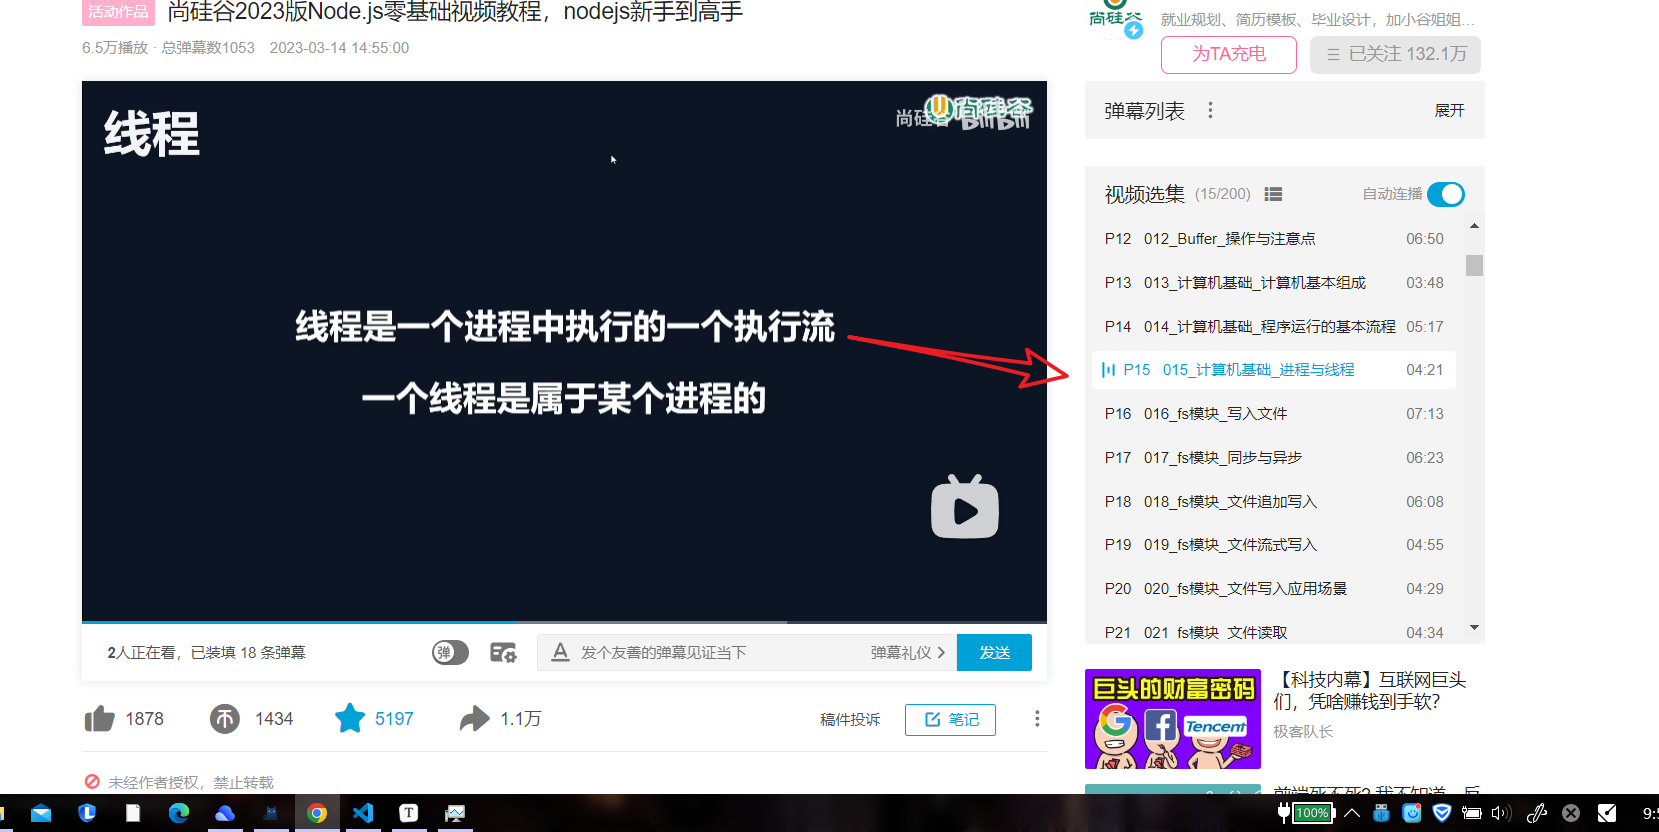 活动作品 尚硅谷2023版Node.js零基础视频教程，nodejs新手到高手
6.5万播放 · 总弹幕数1053 2023-03-14 14:55:00
线程
尚硅谷
bilibili
线程是一个进程中执行的一个执行流
一个线程是属于某个进程的
2人正在看，已装填 18 条弹幕
弹
A 发个友善的弹幕见证当下
弹幕礼仪 >
发送
1878
1434
5197
1.1万
稿件投诉
笔记
未经作者授权，禁止转载
尚硅谷
就业规划、简历模板、毕业设计，加小谷姐姐...
为TA充电
已关注 132.1万
弹幕列表
展开
视频选集 (15/200)
自动连播
P12 012_Buffer_操作与注意点 06:50
P13 013_计算机基础_计算机基本组成 03:48
P14 014_计算机基础_程序运行的基本流程 05:17
P15 015_计算机基础_进程与线程 04:21
P16 016_fs模块_写入文件 07:13
P17 017_fs模块_同步与异步 06:23
P18 018_fs模块_文件追加写入 06:08
P19 019_fs模块_文件流式写入 04:55
P20 020_fs模块_文件写入应用场景 04:29
P21 021_fs模块_文件读取 04:34
巨头的财富密码
Tencent
【科技内幕】互联网巨头
们，凭啥赚钱到手软？
极客队长
前端死不死？我不知道，反
100%
9:5